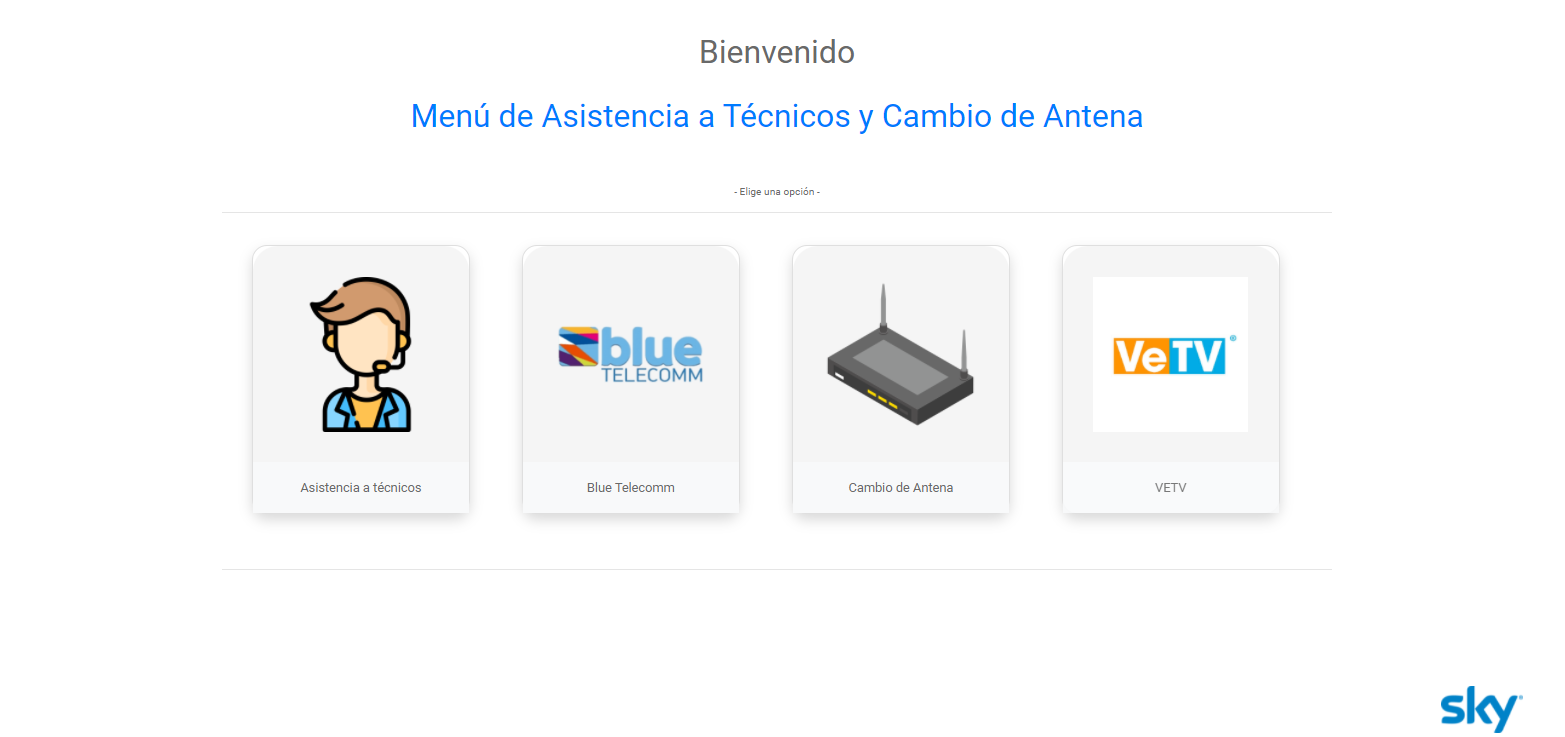 Bienvenido
Menú de Asistencia a Técnicos y Cambio de Antena
- Elige una opción -
blue
TELECOMM
VeTV®
Asistencia a técnicos
Blue Telecomm
Cambio de Antena
VETV
sky®